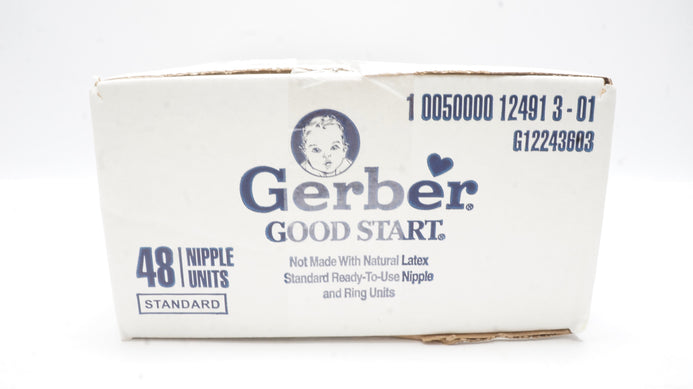 1 0050000 12491 3 - 01
G12243603
Gerber®
GOOD START®
48 | NIPPLE
UNITS
STANDARD
Not Made With Natural Latex
Standard Ready-To-Use Nipple
and Ring Units